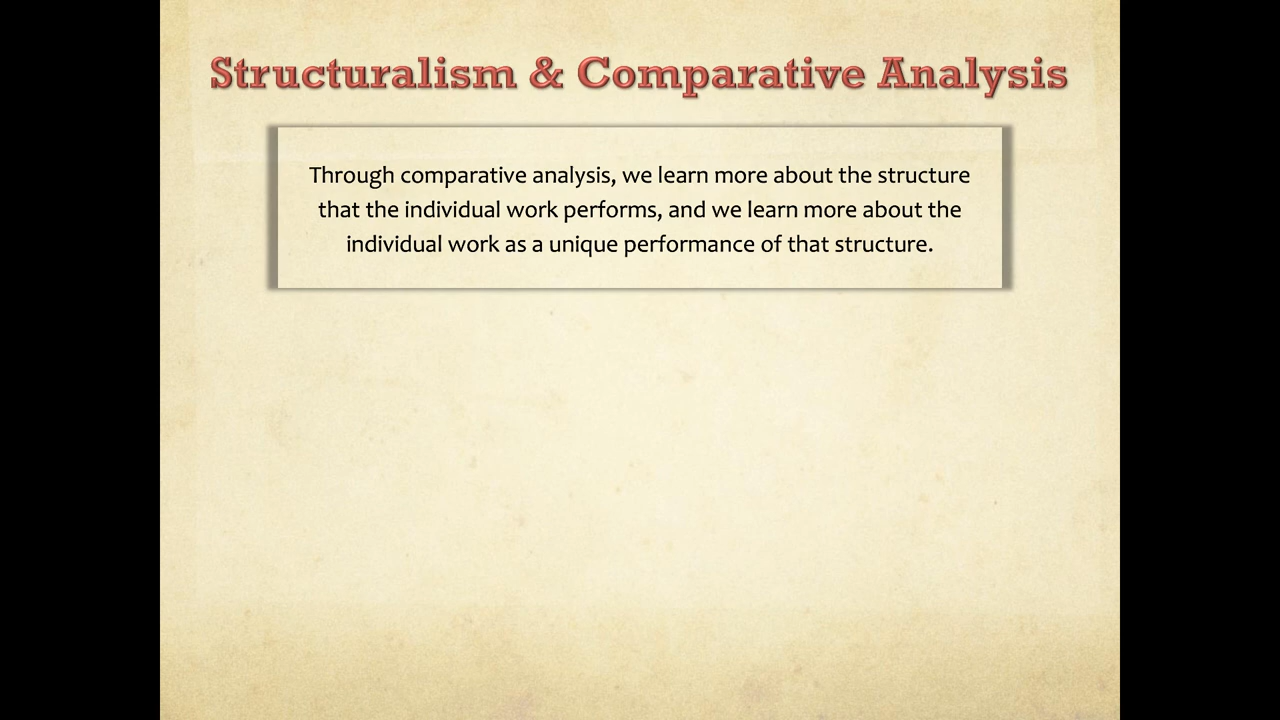 Structuralism & Comparative Analysis
Through comparative analysis, we learn more about the structure
that the individual work performs, and we learn more about the
individual work as a unique performance of that structure.